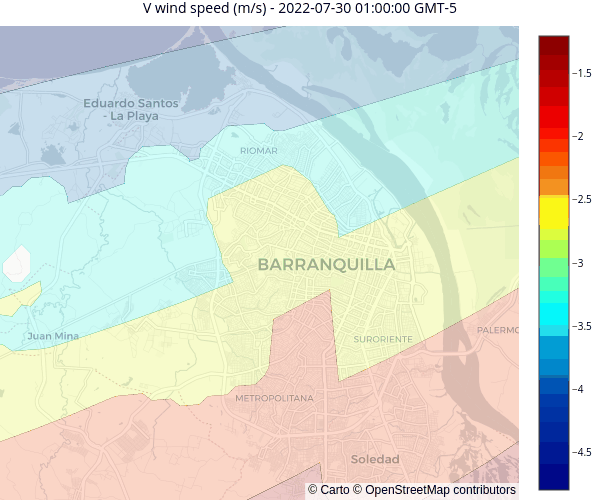 V wind speed (m/s) - 2022-07-30 01:00:00 GMT-5
Eduardo Santos
- La Playa
RIOMAR
BARRANQUILLA
Juan Mina
SURORIENTE
PALERMO
METROPOLITANA
Soledad
© Carto © OpenStreetMap contributors
−1.5
−2
−2.5
−3
−3.5
−4
−4.5